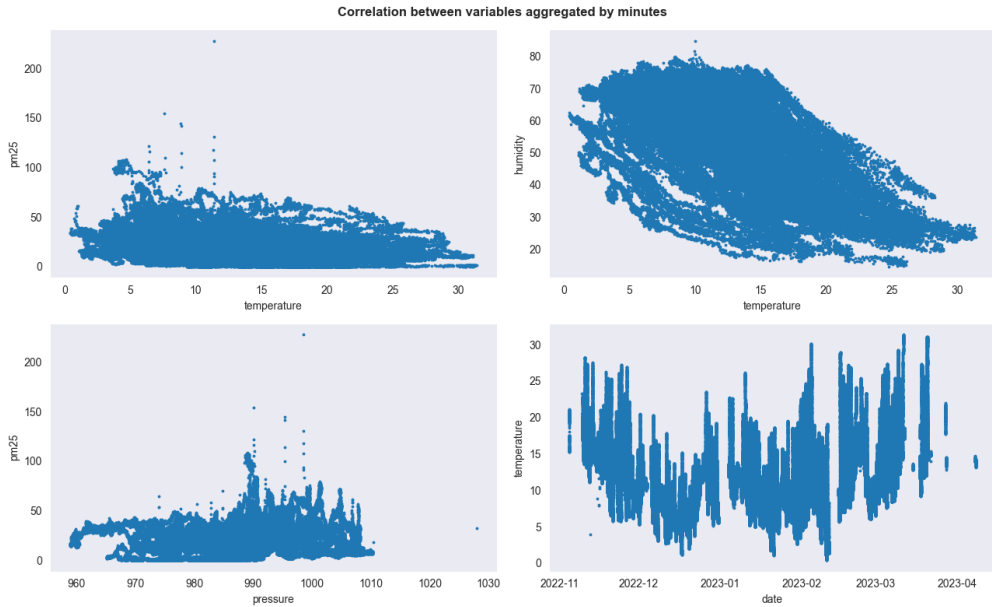 Correlation between variables aggregated by minutes
200
150
100
50
0
pm25
0 5 10 15 20 25 30
temperature
80
70
60
50
40
30
20
humidity
0 5 10 15 20 25 30
temperature
200
150
100
50
0
pm25
960 970 980 990 1000 1010 1020 1030
pressure
30
25
20
15
10
5
0
temperature
2022-11 2022-12 2023-01 2023-02 2023-03 2023-04
date